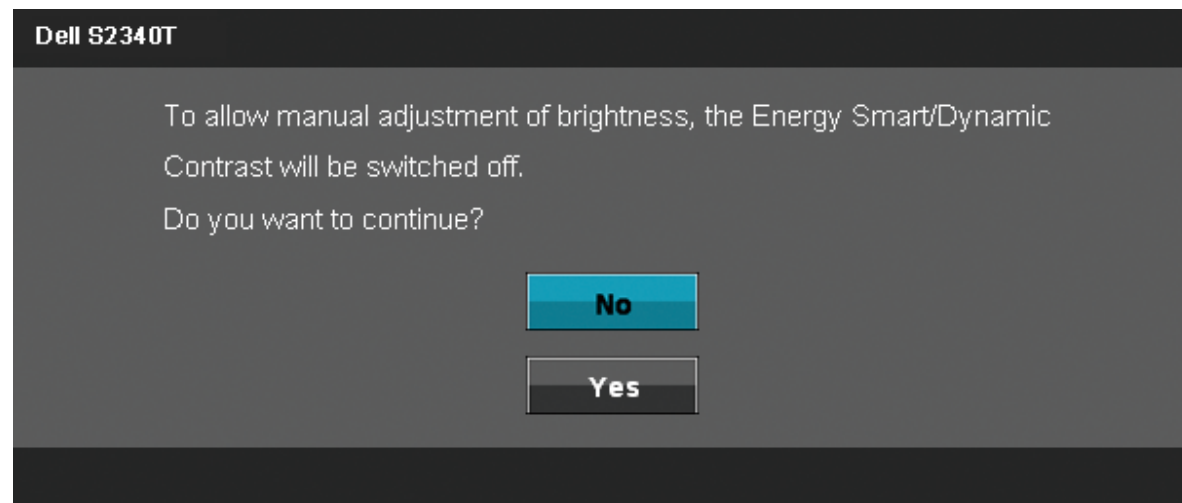 Dell S2340T
To allow manual adjustment of brightness, the Energy Smart/Dynamic
Contrast will be switched off.
Do you want to continue?
No
Yes